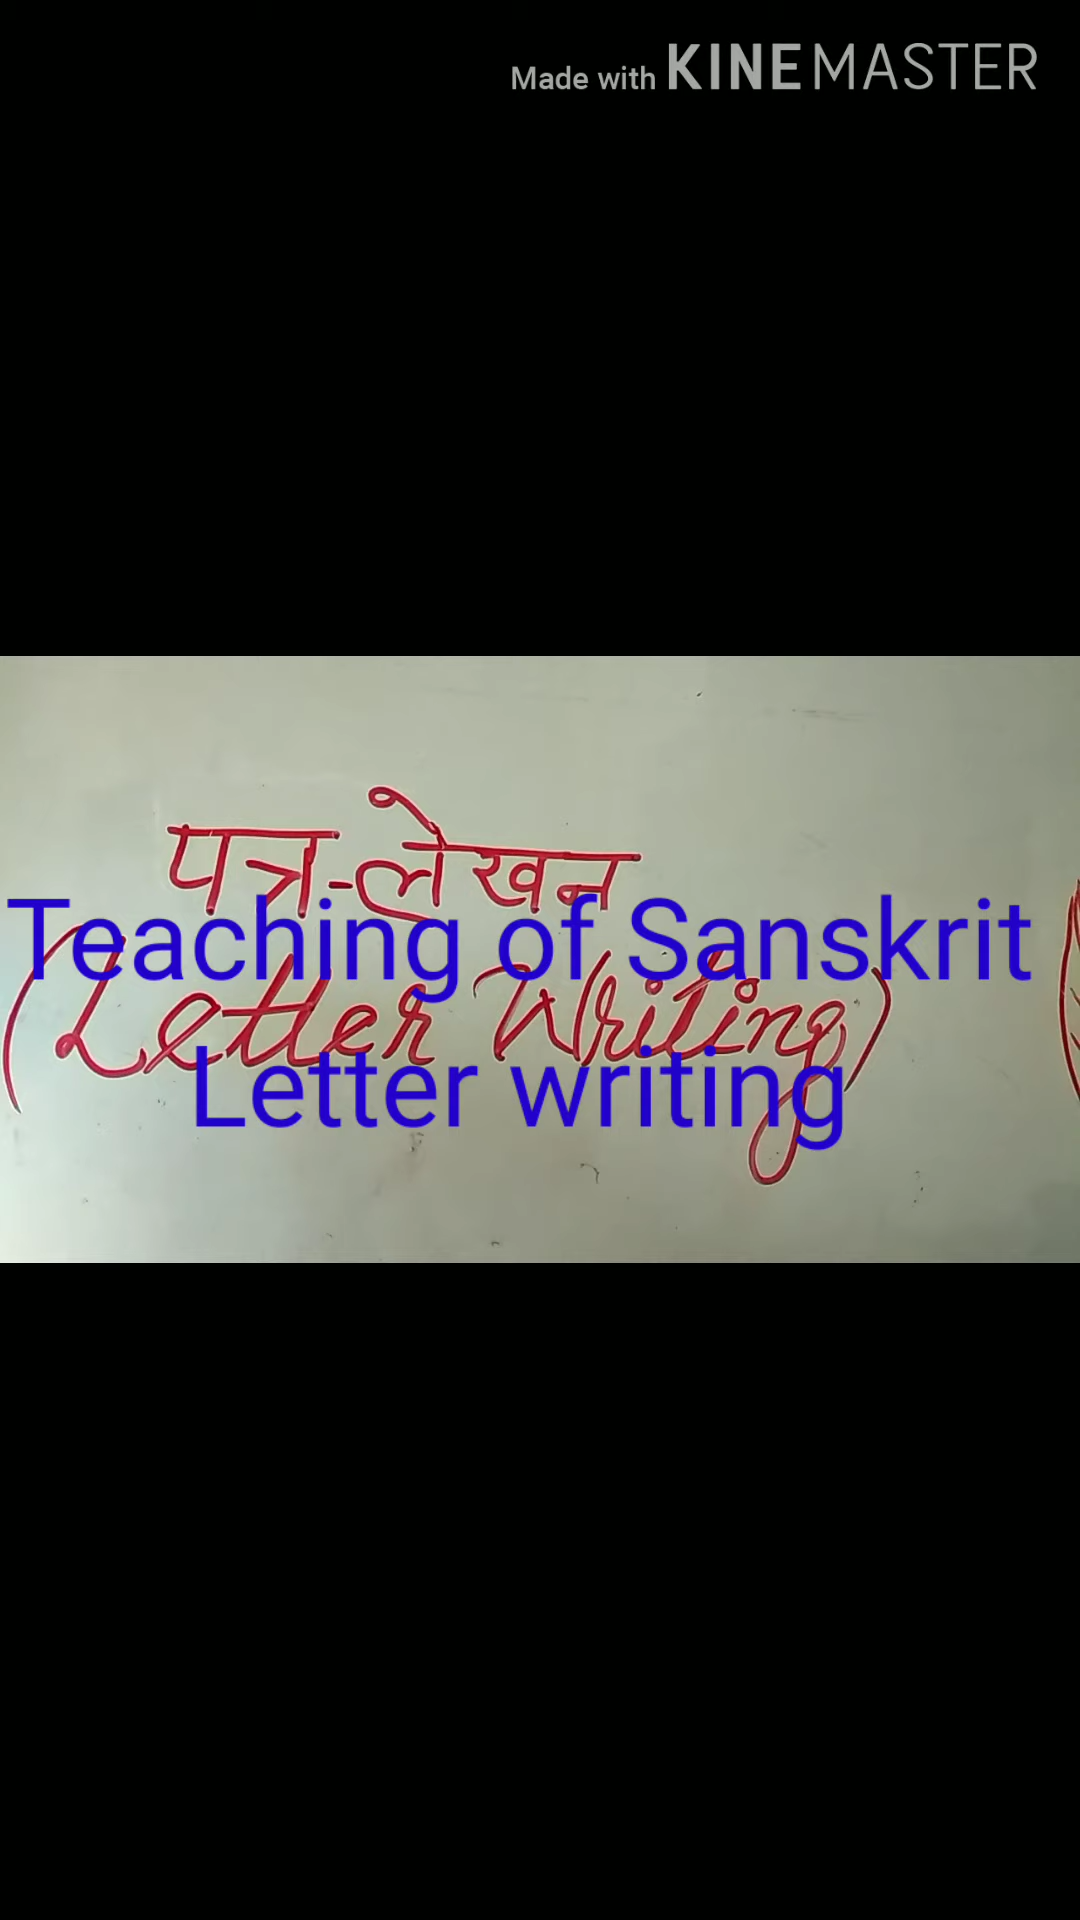 Made with KINEMASTER
पत्र-लेखन
Teaching of Sanskrit
(Letter Writing)
Letter writing